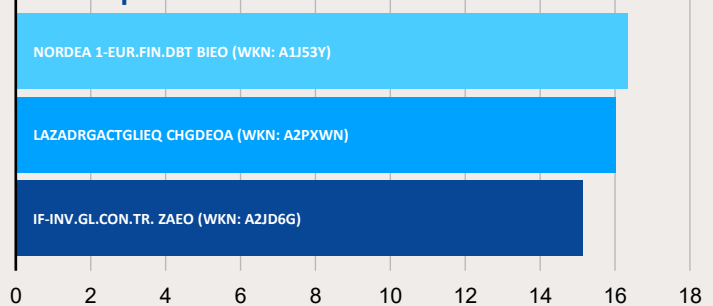 NORDEA 1-EUR.FIN.DBT BIEO (WKN: A1J53Y)
LAZADRGACTGLIEQ CHGDEOA (WKN: A2PXWN)
IF-INV.GL.CON.TR. ZAEO (WKN: A2JD6G)
0 2 4 6 8 10 12 14 16 18